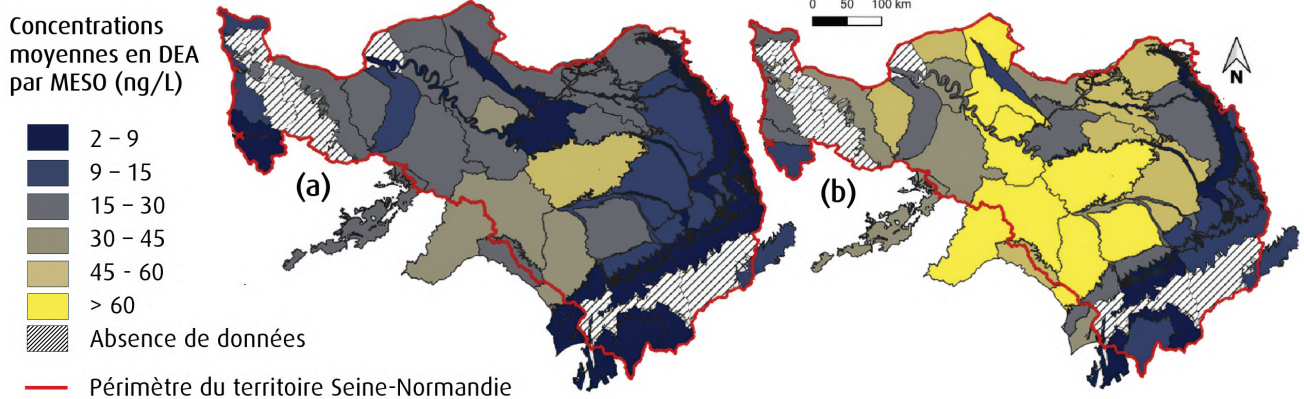 Concentrations
moyennes en DEA
par MESO (ng/L)
2 – 9
9 – 15
15 – 30
30 – 45
45 - 60
> 60
Absence de données
Périmètre du territoire Seine-Normandie
(a)
0 50 100 km
(b)
N